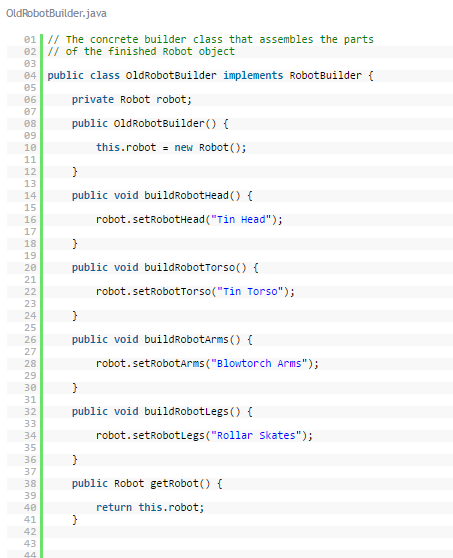 OldRobotBuilder.java
01 // The concrete builder class that assembles the parts
02 // of the finished Robot object
03
04 public class OldRobotBuilder implements RobotBuilder {
05
06     private Robot robot;
07
08     public OldRobotBuilder() {
09
10         this.robot = new Robot();
11
12     }
13
14     public void buildRobotHead() {
15
16         robot.setRobotHead("Tin Head");
17
18     }
19
20     public void buildRobotTorso() {
21
22         robot.setRobotTorso("Tin Torso");
23
24     }
25
26     public void buildRobotArms() {
27
28         robot.setRobotArms("Blowtorch Arms");
29
30     }
31
32     public void buildRobotLegs() {
33
34         robot.setRobotLegs("Rollar Skates");
35
36     }
37
38     public Robot getRobot() {
39
40         return this.robot;
41     }
42
43
44